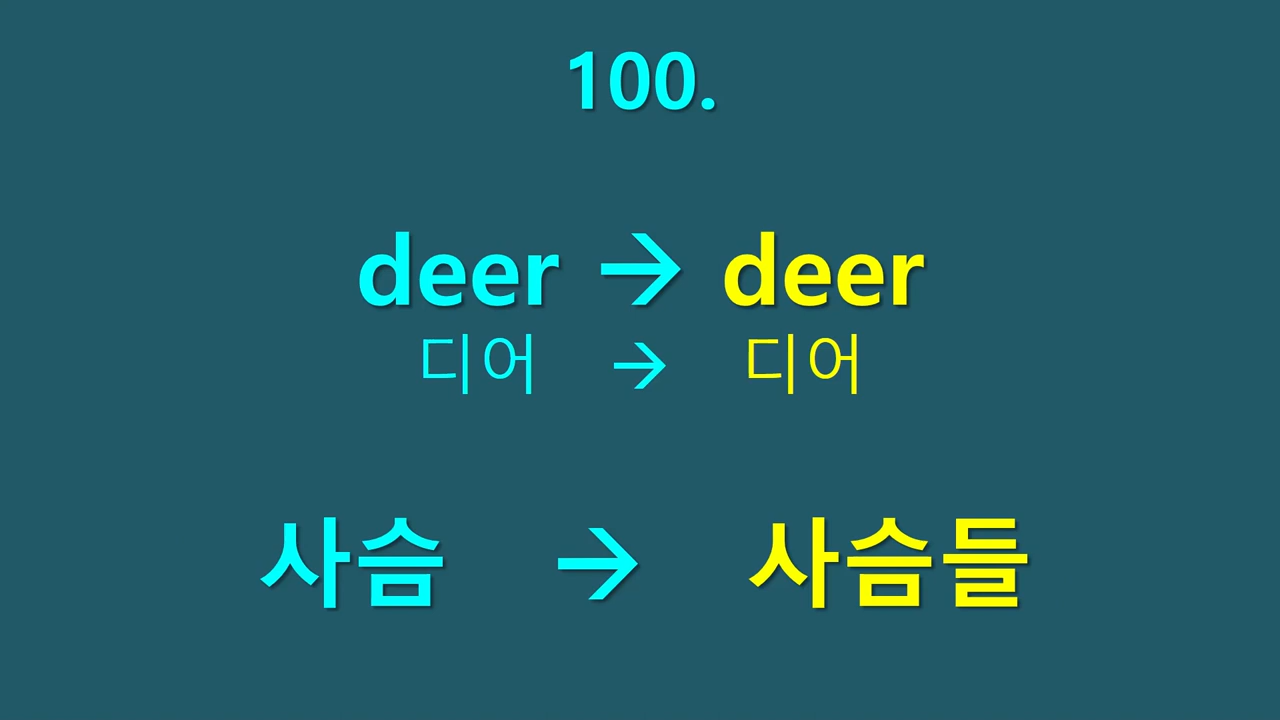 100.
deer → deer
디어 → 디어
사슴 → 사슴들